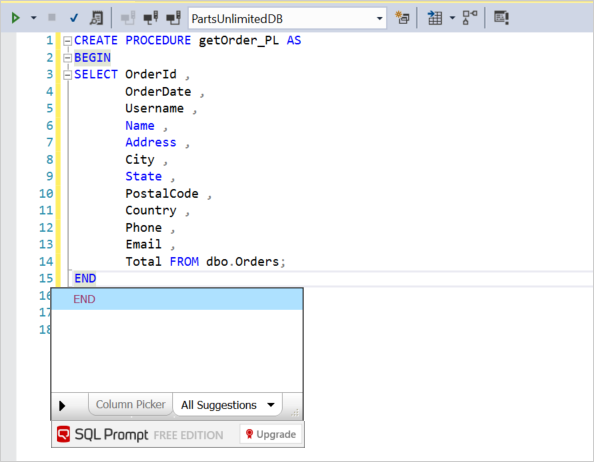 PartsUnlimitedDB
1 CREATE PROCEDURE getOrder_PL AS
2 BEGIN
3 SELECT OrderId ,
4 OrderDate ,
5 Username ,
6 Name ,
7 Address ,
8 City ,
9 State ,
10 PostalCode ,
11 Country ,
12 Phone ,
13 Email ,
14 Total FROM dbo.Orders;
15 END
16 END
17
18
Column Picker All Suggestions
SQL Prompt FREE EDITION Upgrade